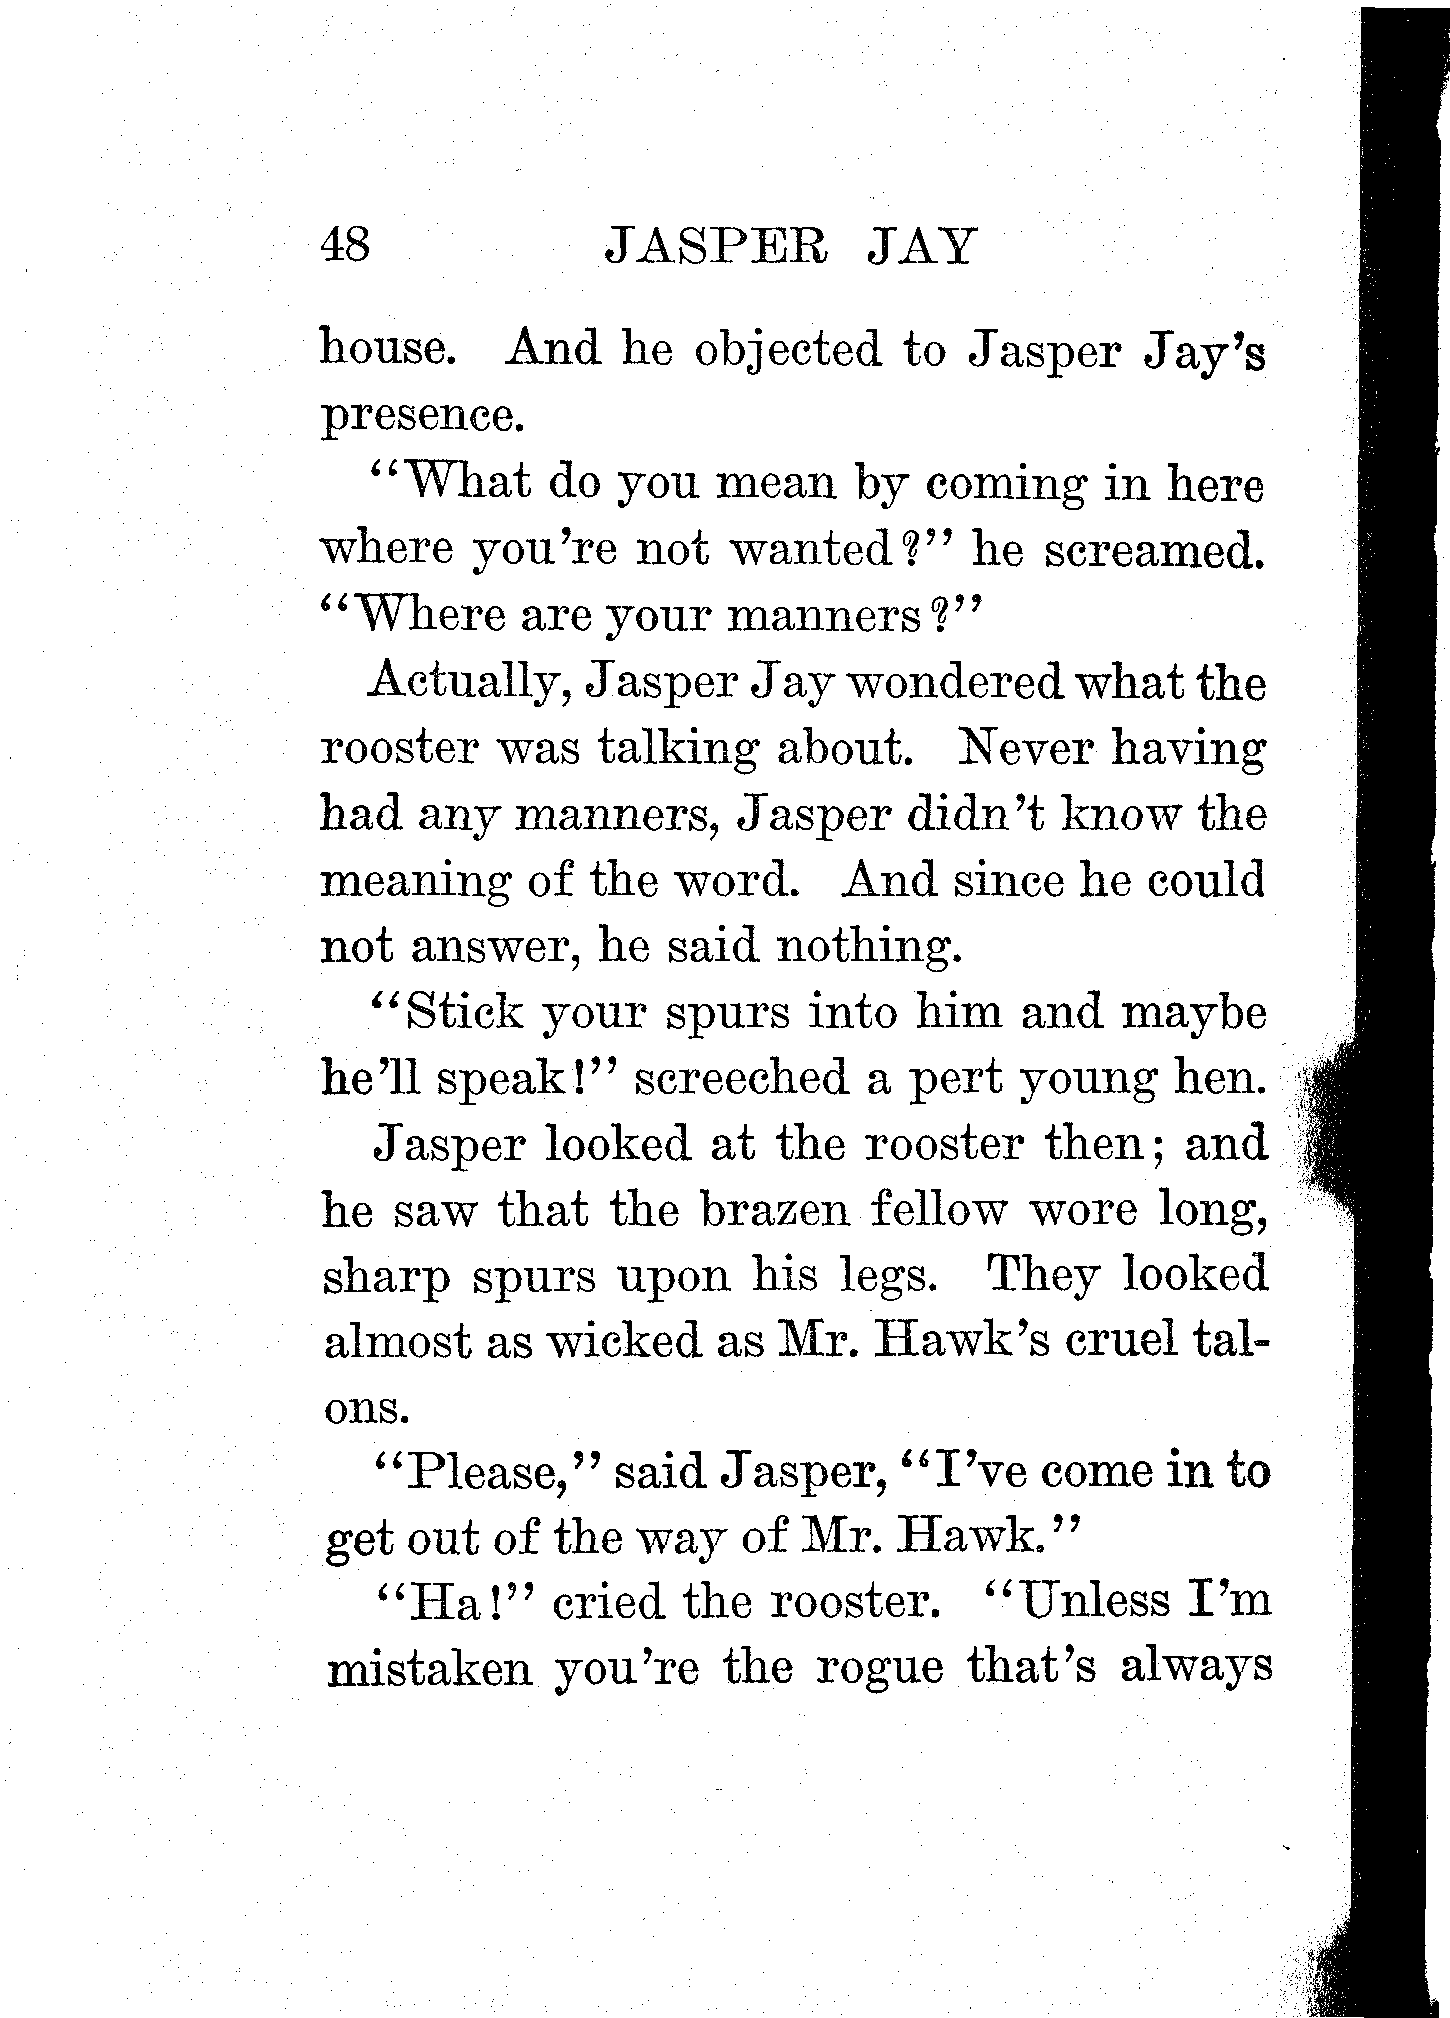 48 JASPER JAY
house. And he objected to Jasper Jay's
presence.
"What do you mean by coming in here
where you're not wanted?" he screamed.
"Where are your manners?"
Actually, Jasper Jay wondered what the
rooster was talking about. Never having
had any manners, Jasper didn't know the
meaning of the word. And since he could
not answer, he said nothing.
"Stick your spurs into him and maybe
he'll speak!" screeched a pert young hen.
Jasper looked at the rooster then; and
he saw that the brazen fellow wore long,
sharp spurs upon his legs. They looked
almost as wicked as Mr. Hawk's cruel tal-
ons.
"Please," said Jasper, "I've come in to
get out of the way of Mr. Hawk."
"Ha!" cried the rooster. "Unless I'm
mistaken you're the rogue that's always